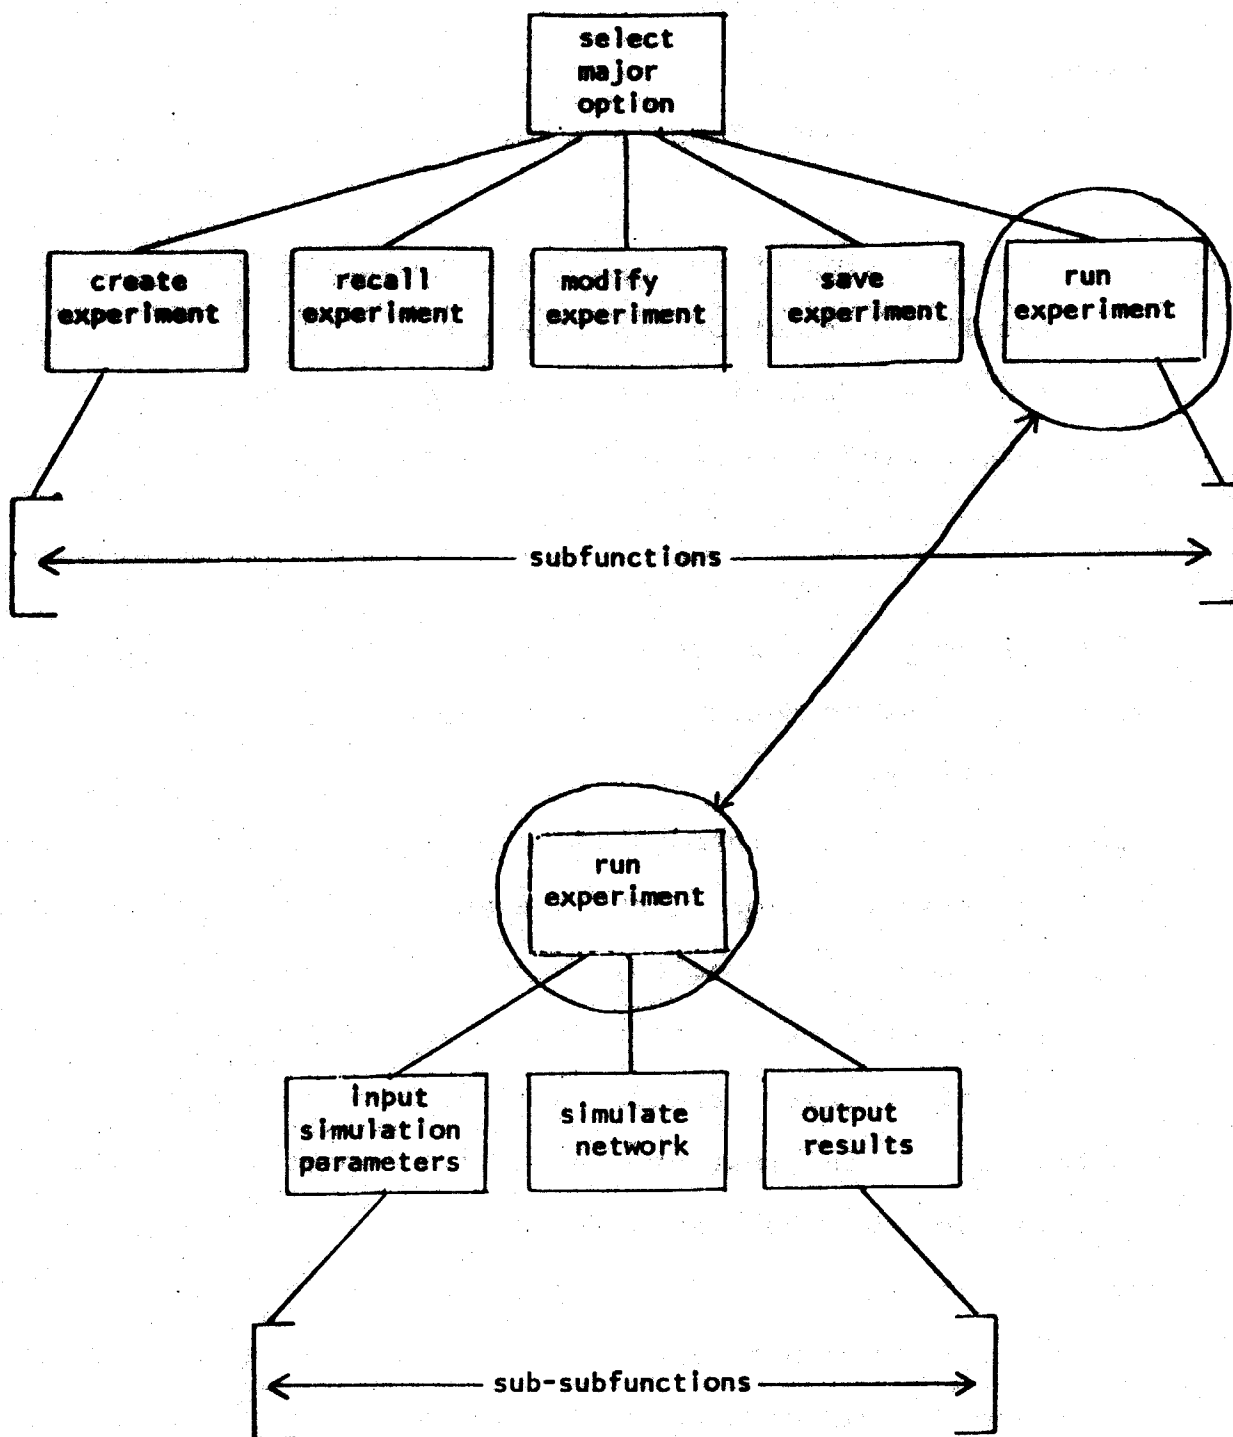 select
major
option
create
experiment
recall
experiment
modify
experiment
save
experiment
run
experiment
subfunctions
run
experiment
input
simulation
parameters
simulate
network
output
results
sub-subfunctions